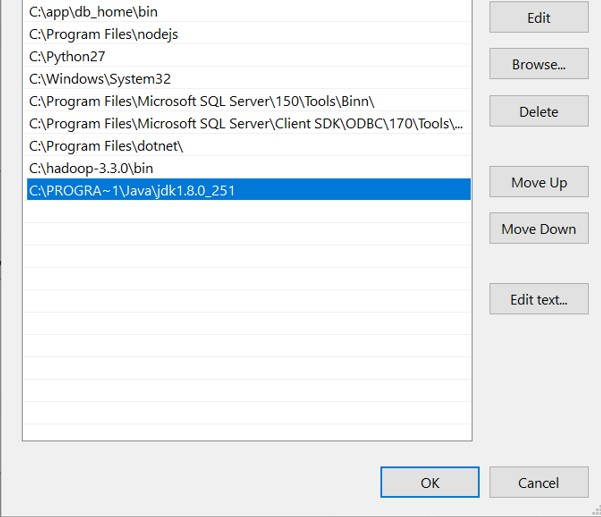 C:\app\db_home\bin
Edit
C:\Program Files\nodejs
C:\Python27
Browse...
C:\Windows\System32
C:\Program Files\Microsoft SQL Server\150\Tools\Binn\
Delete
C:\Program Files\Microsoft SQL Server\Client SDK\ODBC\170\Tools\...
C:\Program Files\dotnet\
C:\hadoop-3.3.0\bin
Move Up
C:\PROGRA~1\Java\jdk1.8.0_251
Move Down
Edit text...
OK
Cancel